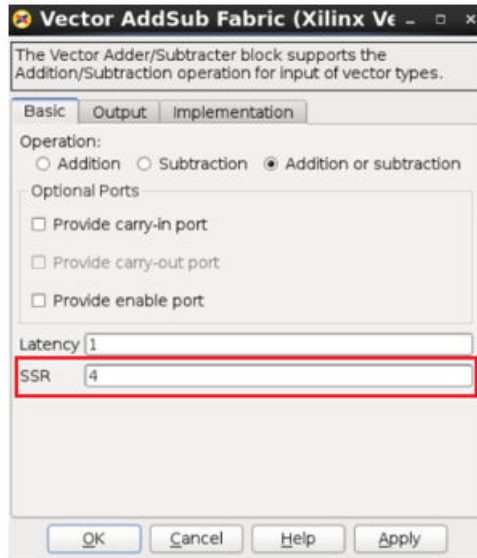 Vector AddSub Fabric (Xilinx Ve
The Vector Adder/Subtracter block supports the
Addition/Subtraction operation for input of vector types.
Basic Output Implementation
Operation:
Addition Subtraction Addition or subtraction
Optional Ports
Provide carry-in port
Provide carry-out port
Provide enable port
Latency 1
SSR 4
OK Cancel Help Apply